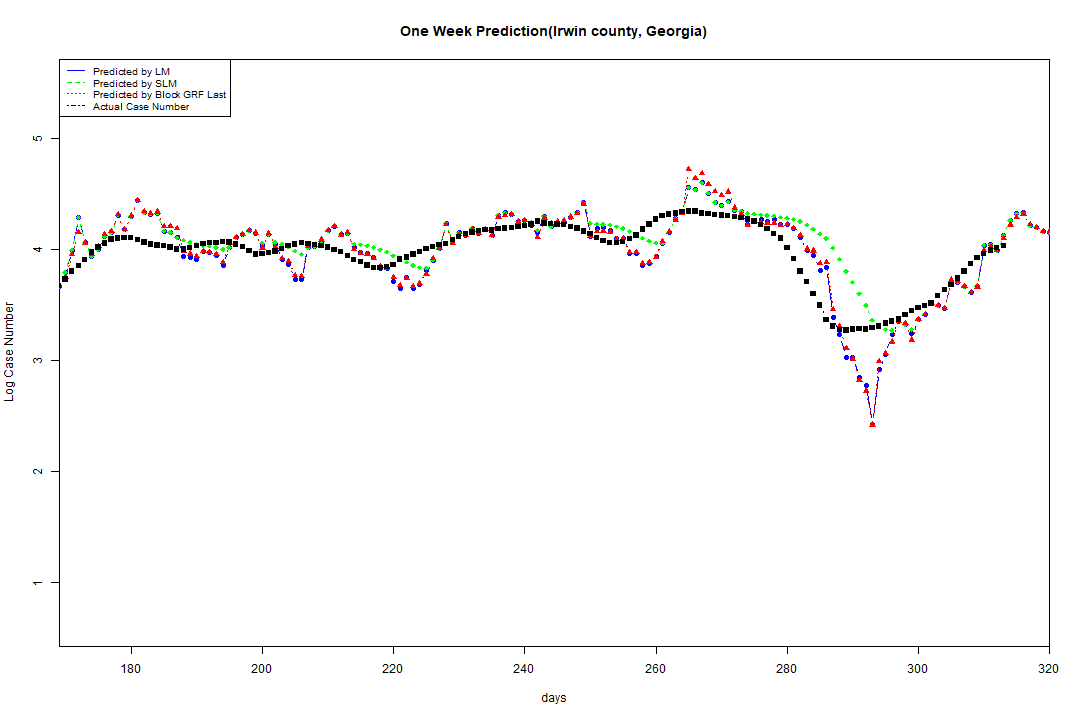 One Week Prediction(Irwin county, Georgia)
Predicted by LM
Predicted by SLM
Predicted by Block GRF Last
Actual Case Number
Log Case Number
5
4
3
2
1
180 200 220 240 260 280 300 320
days